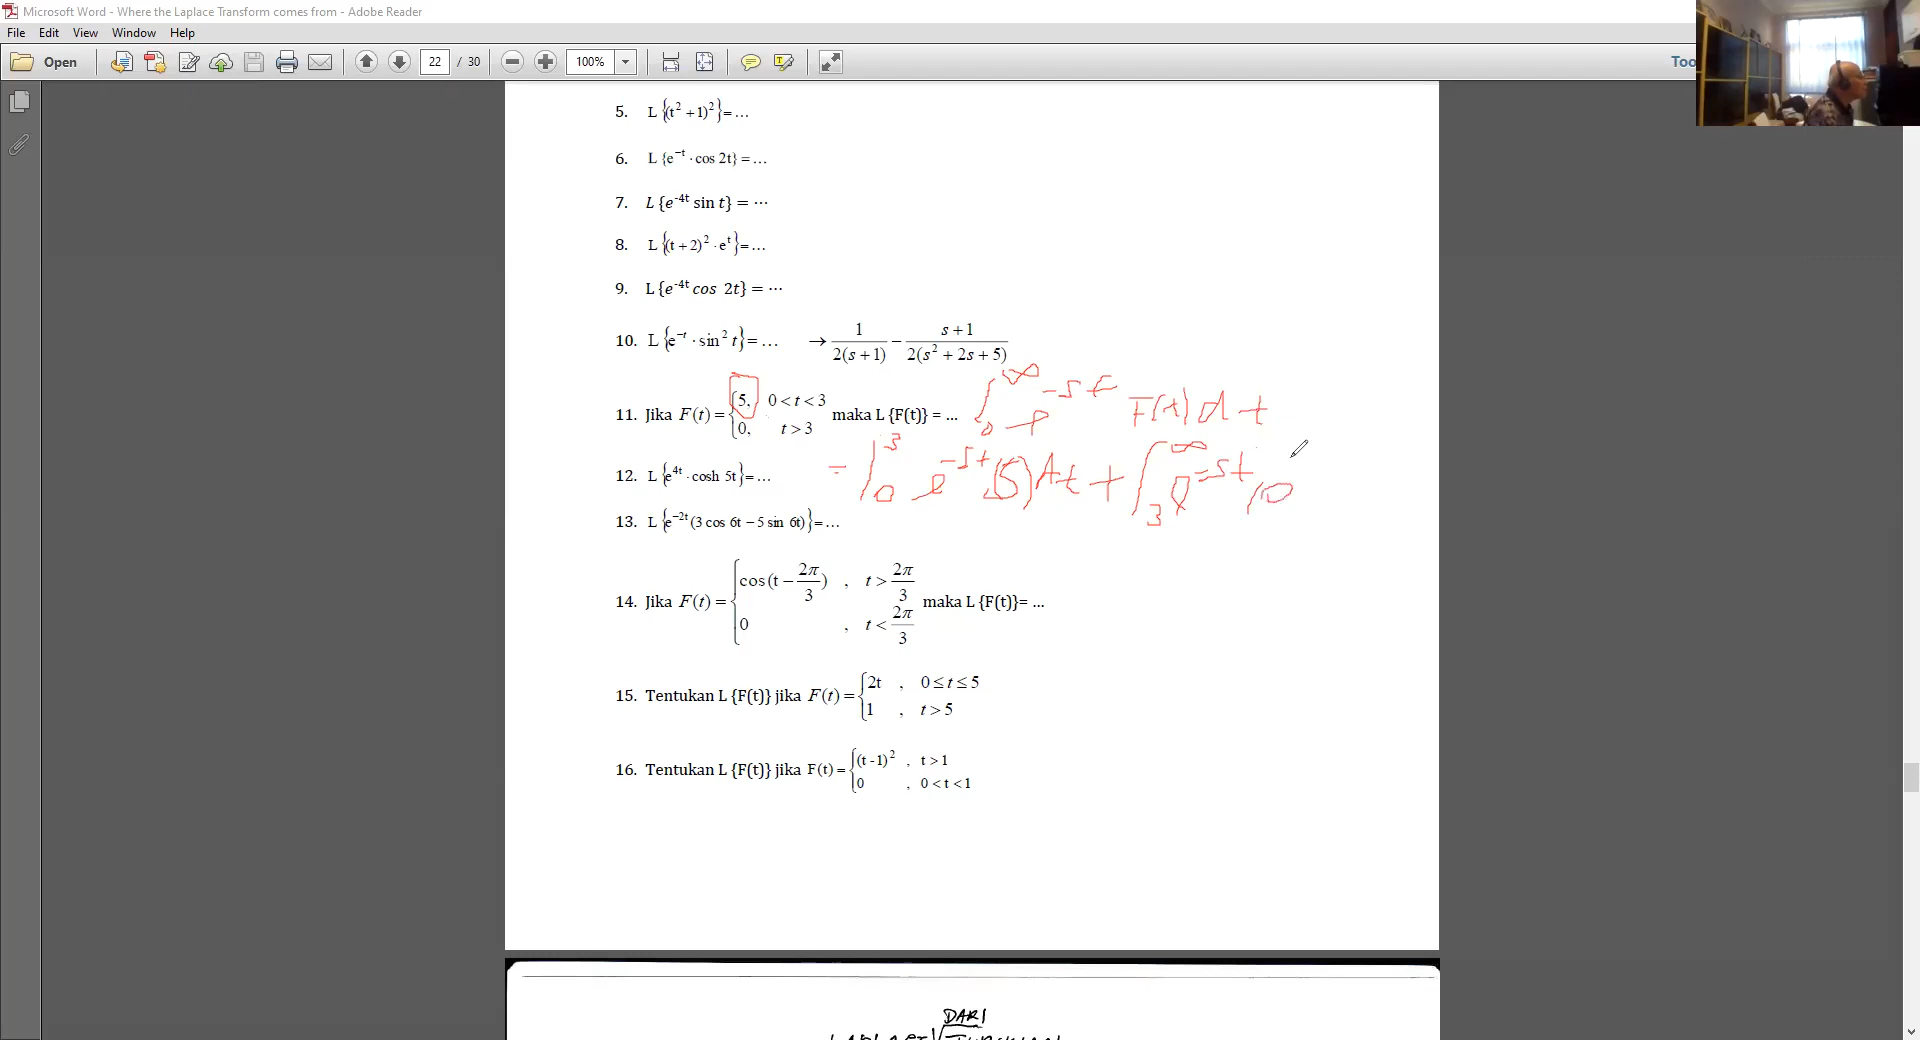 Microsoft Word - Where the Laplace Transform comes from - Adobe Reader
File Edit View Window Help
Open 22 / 30 100% Too
5. L {(t² +1)²}=...
6. L {e⁻ᵗ · cos 2t} = ...
7. L {e⁻⁴ᵗ sin t} = ⋯
8. L {(t + 2)² · eᵗ}= ...
9. L {e⁻⁴ᵗ cos 2t} = ⋯
10. L {e⁻ᵗ · sin² t}= ... → 1/(2(s+1)) − (s+1)/(2(s² + 2s + 5))
11. Jika F(t) = {5, 0 < t < 3; 0, t > 3 maka L {F(t)} = ... ∫₀^∞ e^(-st) F(t) dt
= ∫₀³ e^(-st) (5) dt + ∫₃^∞ e^(-st) (0
12. L {e⁴ᵗ · cosh 5t}= ...
13. L {e⁻²ᵗ (3 cos 6t − 5 sin 6t)}= ...
14. Jika F(t) = {cos (t − 2π/3) , t > 2π/3; 0 , t < 2π/3 maka L {F(t)}= ...
15. Tentukan L {F(t)} jika F(t) = {2t , 0 ≤ t ≤ 5; 1 , t > 5
16. Tentukan L {F(t)} jika F(t) = {(t -1)² , t > 1; 0 , 0 < t < 1
DARI